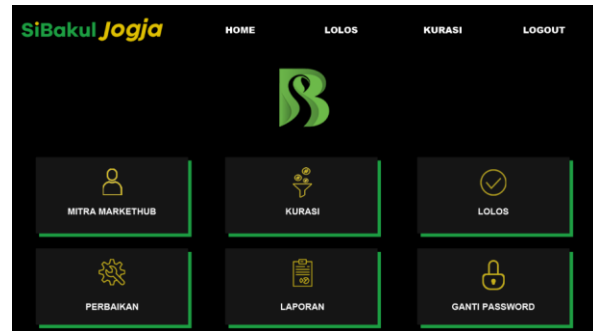 SiBakul Jogja HOME LOLOS KURASI LOGOUT
MITRA MARKETHUB KURASI LOLOS
PERBAIKAN LAPORAN GANTI PASSWORD